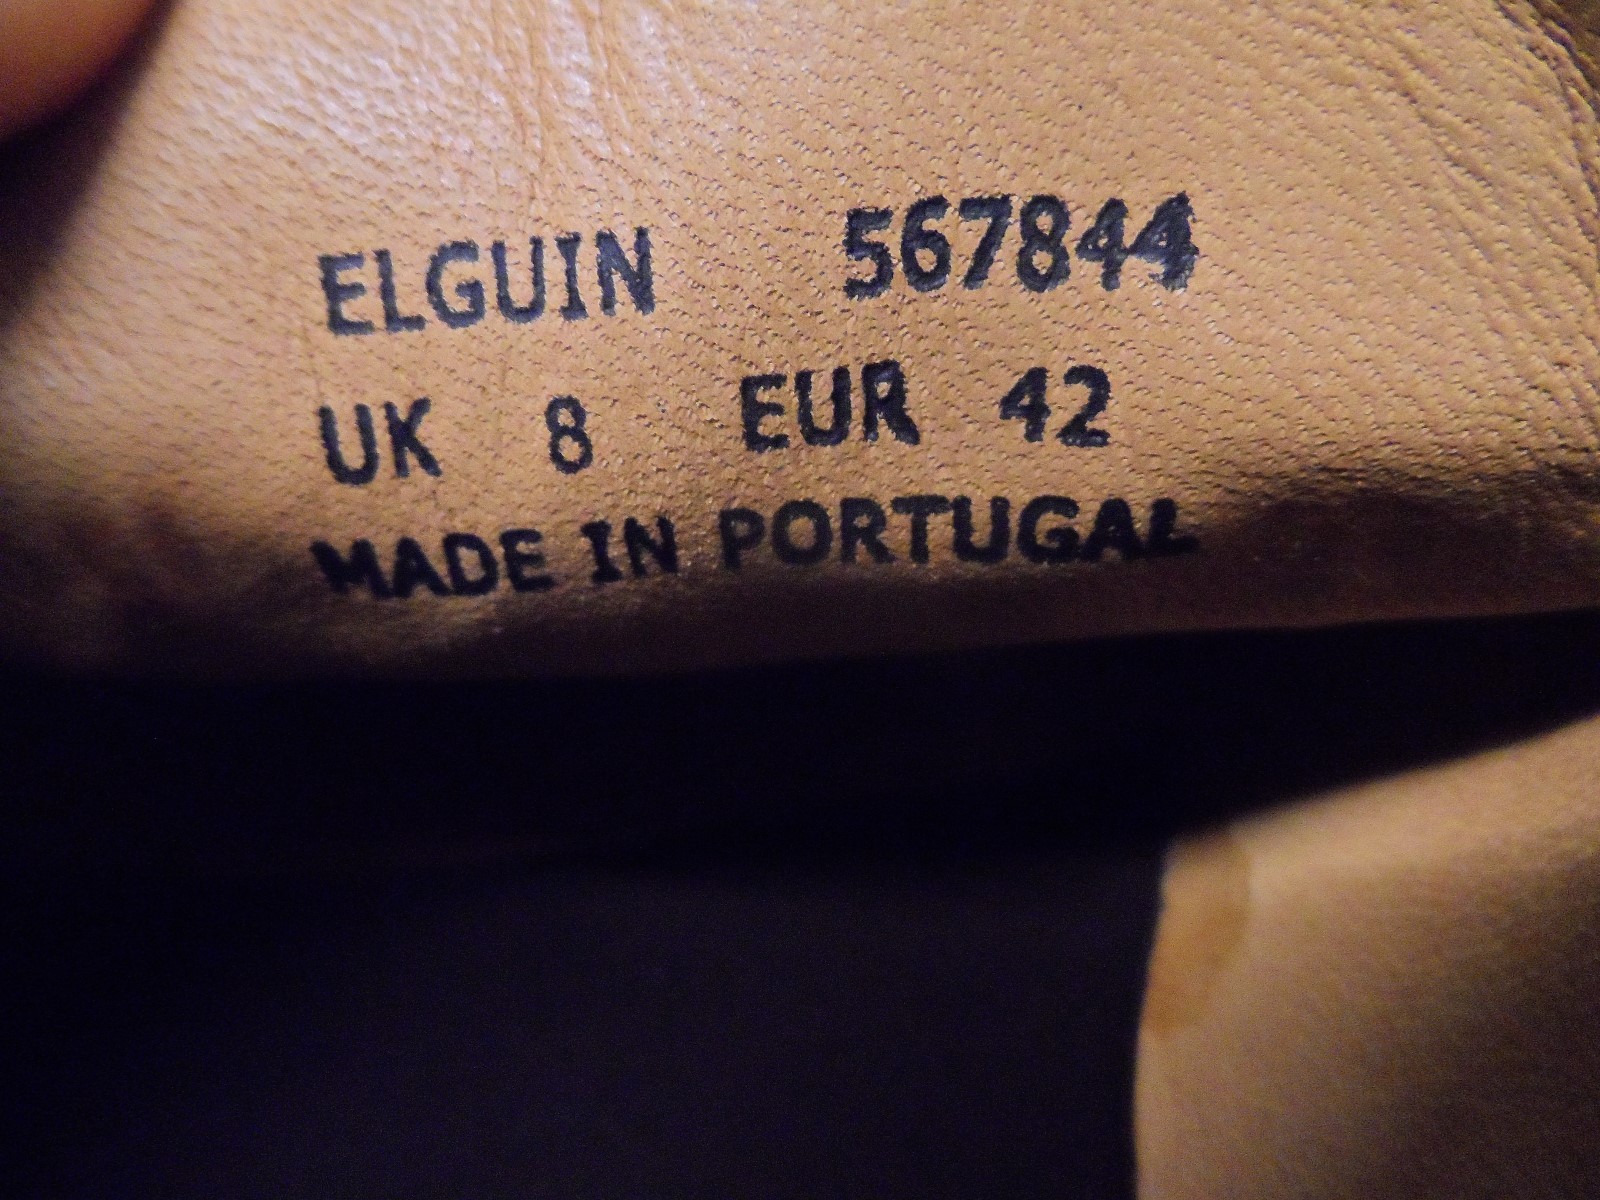 ELGUIN 567844
UK 8 EUR 42
MADE IN PORTUGAL